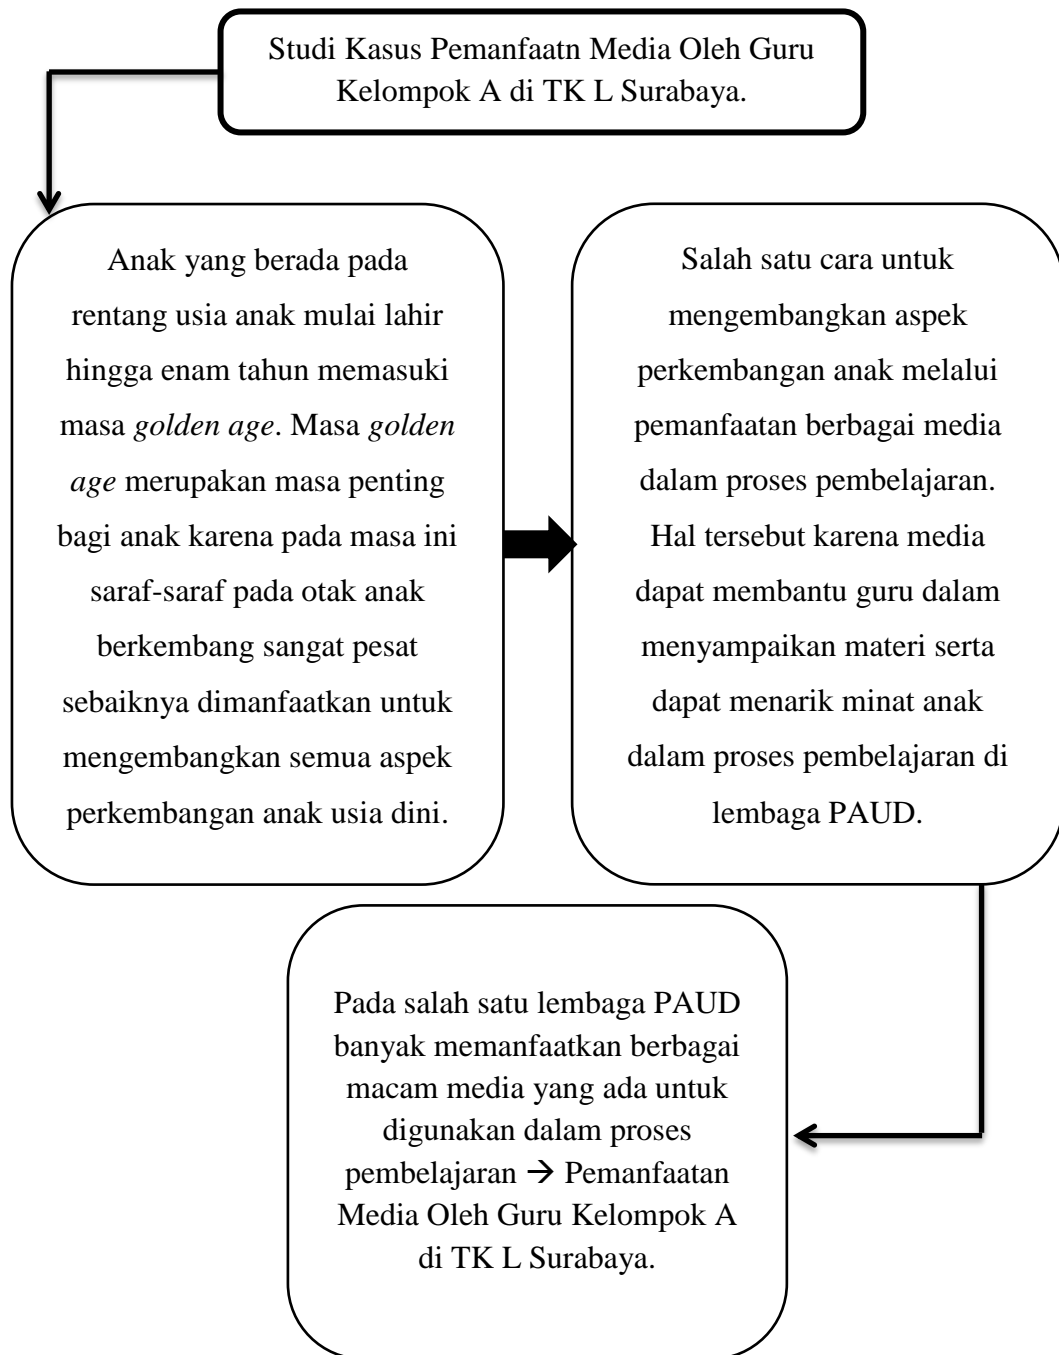 Studi Kasus Pemanfaatn Media Oleh Guru
Kelompok A di TK L Surabaya.
Anak yang berada pada
rentang usia anak mulai lahir
hingga enam tahun memasuki
masa golden age. Masa golden
age merupakan masa penting
bagi anak karena pada masa ini
saraf-saraf pada otak anak
berkembang sangat pesat
sebaiknya dimanfaatkan untuk
mengembangkan semua aspek
perkembangan anak usia dini.
Salah satu cara untuk
mengembangkan aspek
perkembangan anak melalui
pemanfaatan berbagai media
dalam proses pembelajaran.
Hal tersebut karena media
dapat membantu guru dalam
menyampaikan materi serta
dapat menarik minat anak
dalam proses pembelajaran di
lembaga PAUD.
Pada salah satu lembaga PAUD
banyak memanfaatkan berbagai
macam media yang ada untuk
digunakan dalam proses
pembelajaran → Pemanfaatan
Media Oleh Guru Kelompok A
di TK L Surabaya.